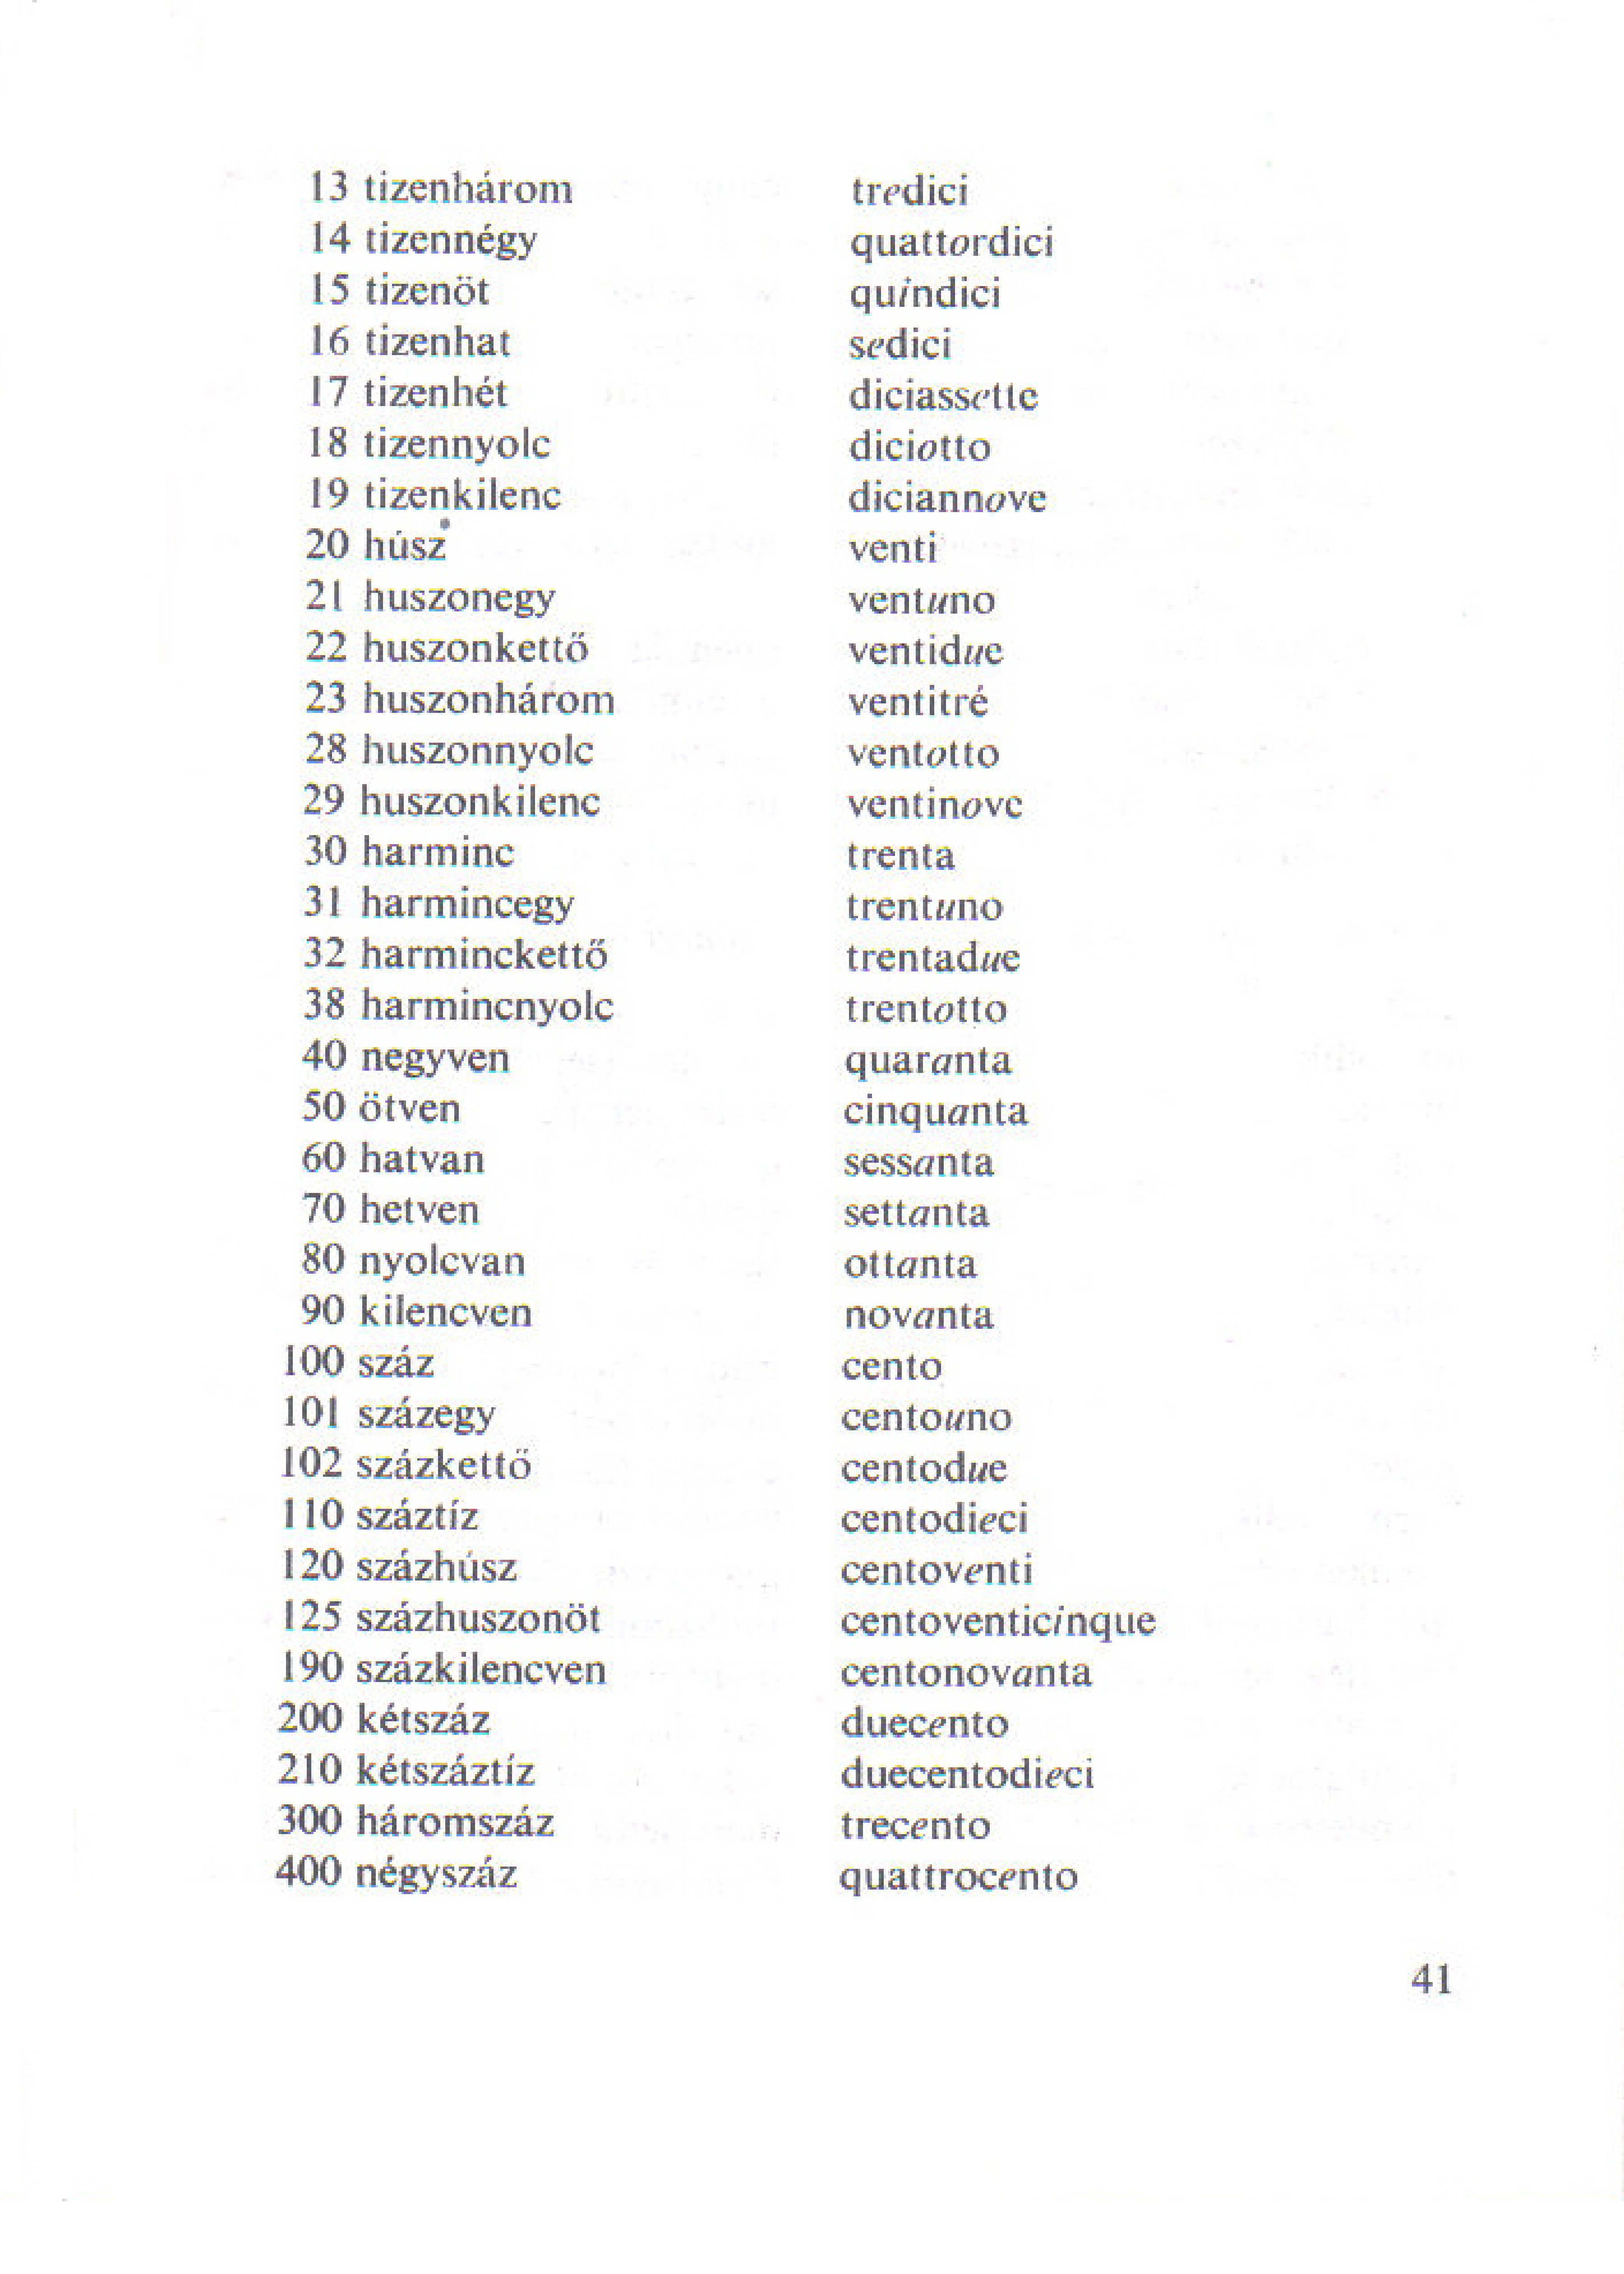 13 tizenhárom tredici
14 tizennégy quattordici
15 tizenöt quindici
16 tizenhat sedici
17 tizenhét diciassette
18 tizennyolc diciotto
19 tizenkilenc diciannove
20 húsz venti
21 huszonegy ventuno
22 huszonkettő ventidue
23 huszonhárom ventitré
28 huszonnyolc ventotto
29 huszonkilenc ventinove
30 harminc trenta
31 harmincegy trentuno
32 harminckettő trentadue
38 harmincnyolc trentotto
40 negyven quaranta
50 ötven cinquanta
60 hatvan sessanta
70 hetven settanta
80 nyolcvan ottanta
90 kilencven novanta
100 száz cento
101 százegy centouno
102 százkettő centodue
110 száztíz centodieci
120 százhúsz centoventi
125 százhuszonöt centoventicinque
190 százkilencven centonovanta
200 kétszáz duecento
210 kétszáztíz duecentodieci
300 háromszáz trecento
400 négyszáz quattrocento
41